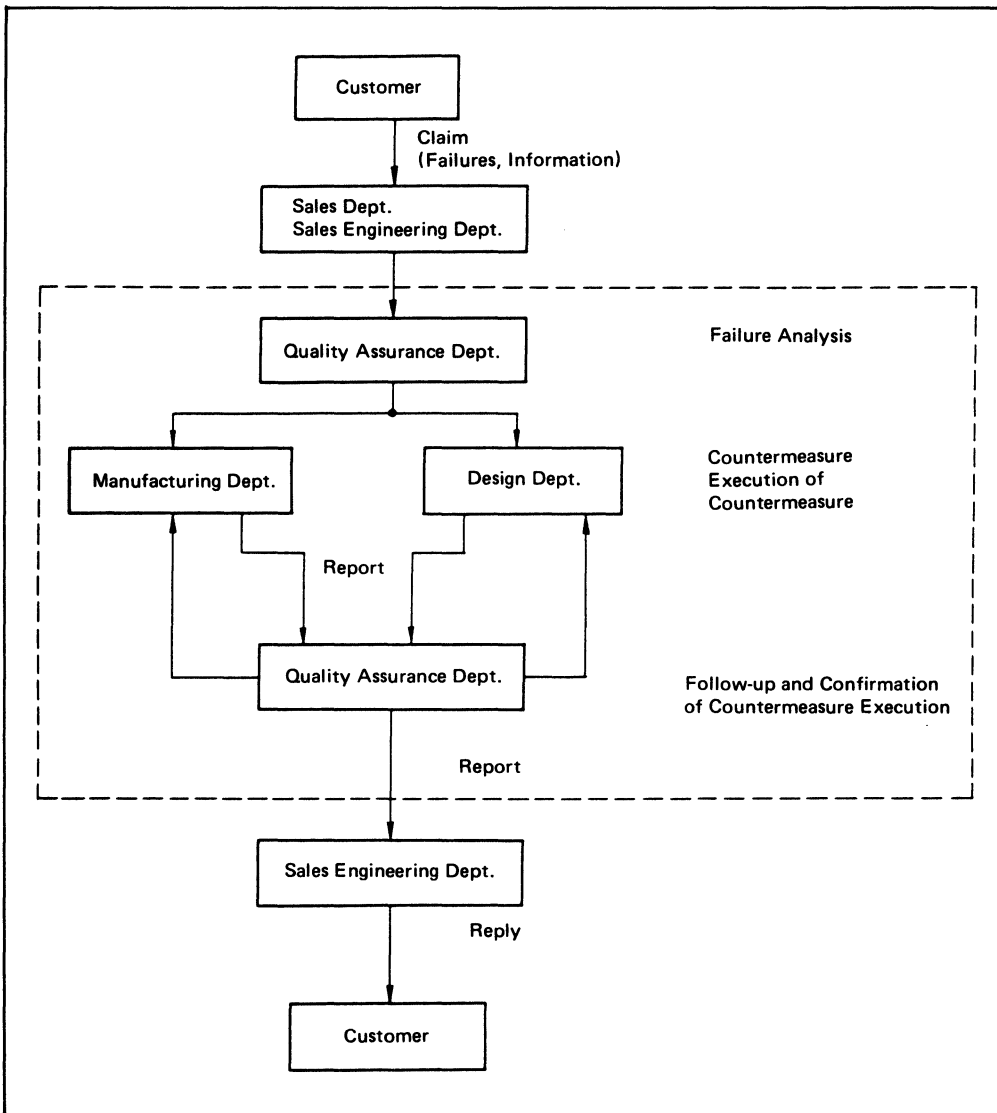 Customer
Claim
(Failures, Information)
Sales Dept.
Sales Engineering Dept.
Quality Assurance Dept.
Failure Analysis
Manufacturing Dept.
Design Dept.
Countermeasure
Execution of
Countermeasure
Report
Quality Assurance Dept.
Follow-up and Confirmation
of Countermeasure Execution
Report
Sales Engineering Dept.
Reply
Customer